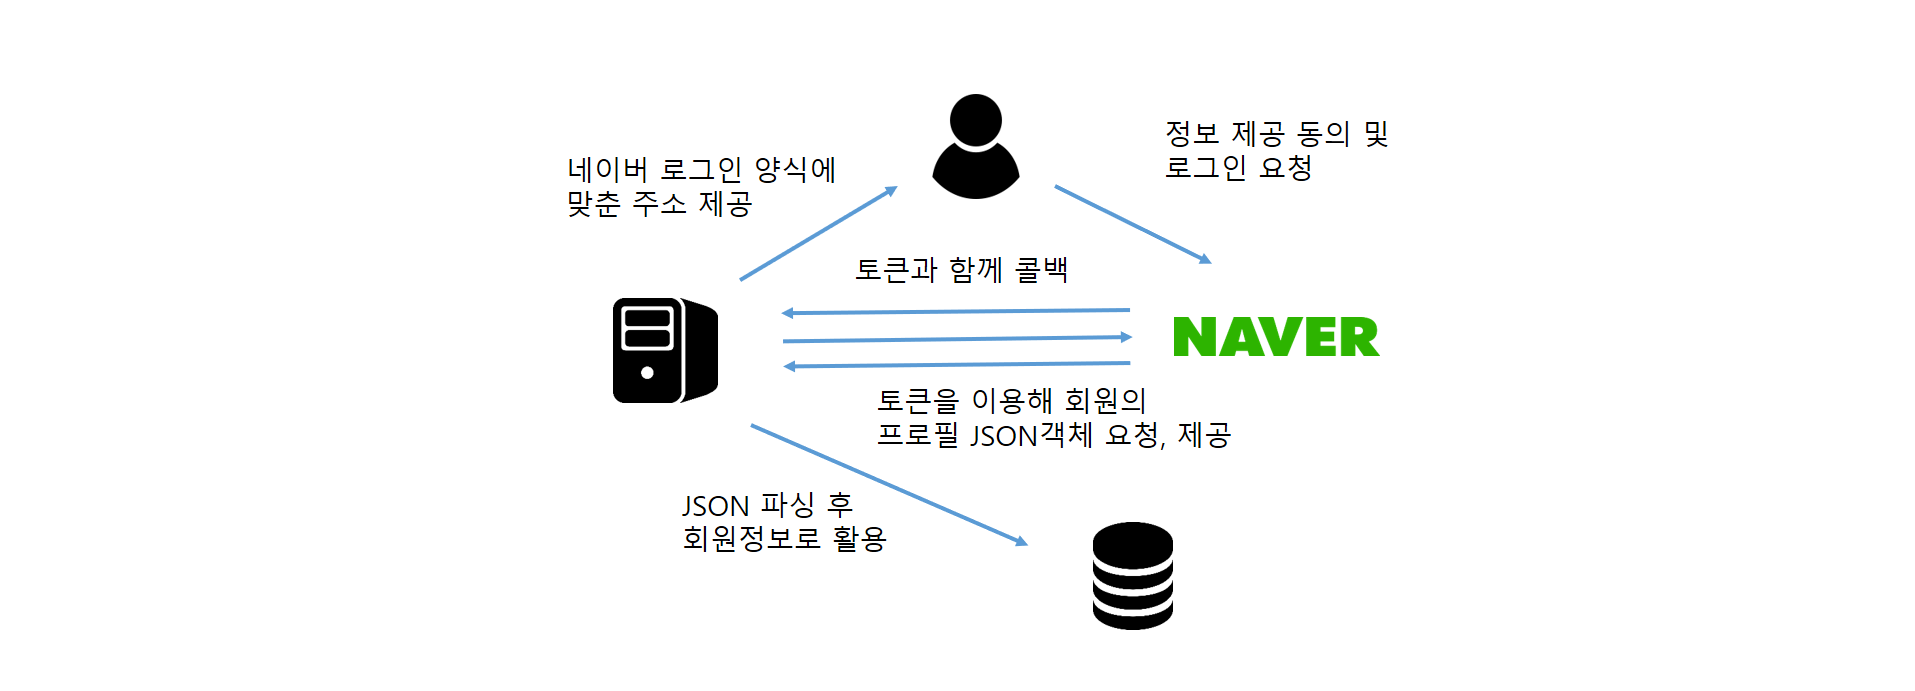 네이버 로그인 양식에
맞춘 주소 제공
정보 제공 동의 및
로그인 요청
토큰과 함께 콜백
NAVER
토큰을 이용해 회원의
프로필 JSON객체 요청, 제공
JSON 파싱 후
회원정보로 활용